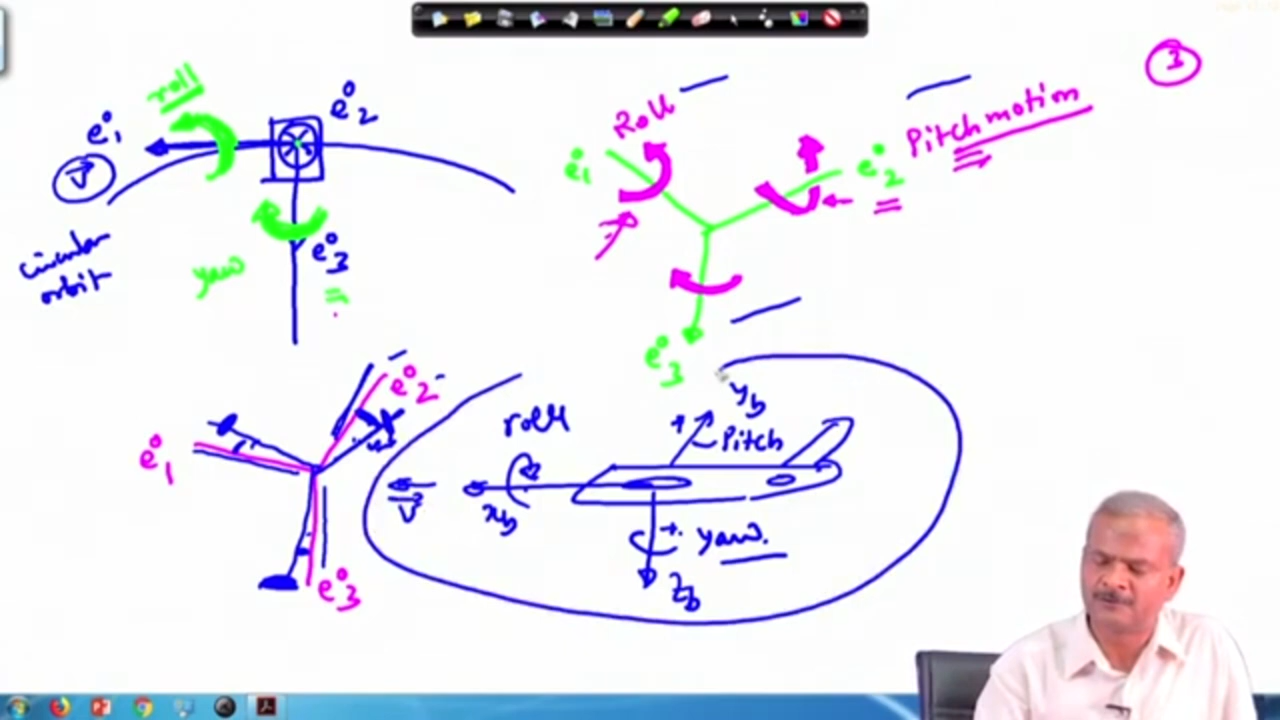 3
roll
e°1
e°2
v
circular
orbit
yaw
e°3
Roll
Pitch motion
e°1
e°2
e°3
e°1
e°2
e°3
roll
yb
Pitch
v
xb
yaw.
zb